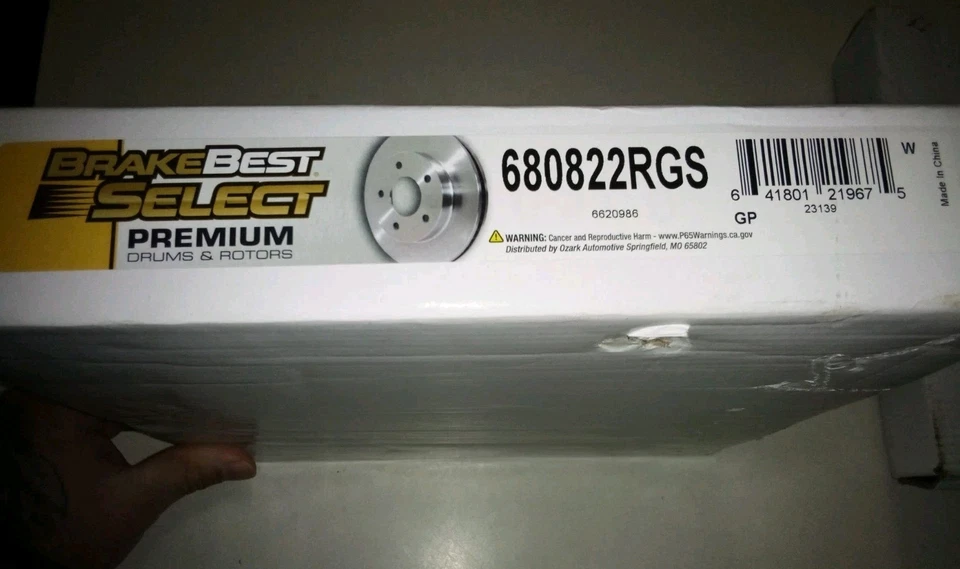 BRAKEBEST
SELECT
PREMIUM
DRUMS & ROTORS
680822RGS
6620986
WARNING: Cancer and Reproductive Harm - www.P65Warnings.ca.gov
Distributed by Ozark Automotive Springfield, MO 65802
6 41801 21967 5
GP 23139
W
Made In China